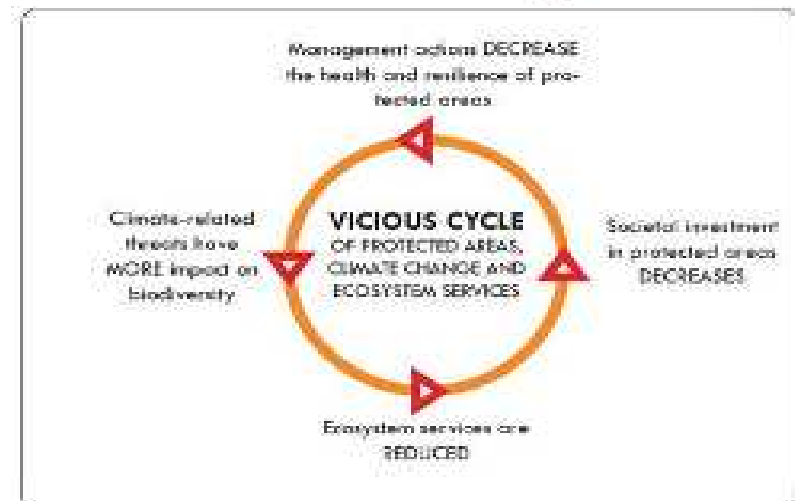 Management actions DECREASE
the health and resilience of pro-
tected areas
Climate-related
threats have
MORE impact on
biodiversity
VICIOUS CYCLE
OF PROTECTED AREAS,
CLIMATE CHANGE AND
ECOSYSTEM SERVICES
Societal investment
in protected areas
DECREASES
Ecosystem services are
REDUCED